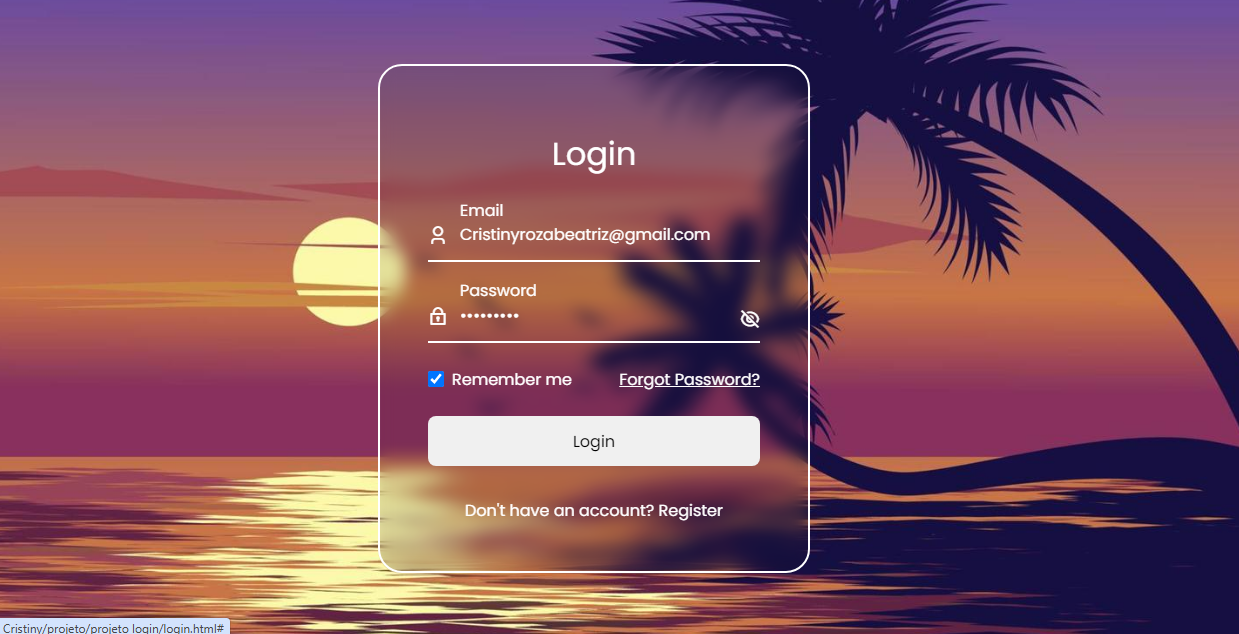 Login
Email
Cristinyrozabeatriz@gmail.com
Password
•••••••••
Remember me Forgot Password?
Login
Don't have an account? Register
Cristiny/projeto/projeto login/login.html#